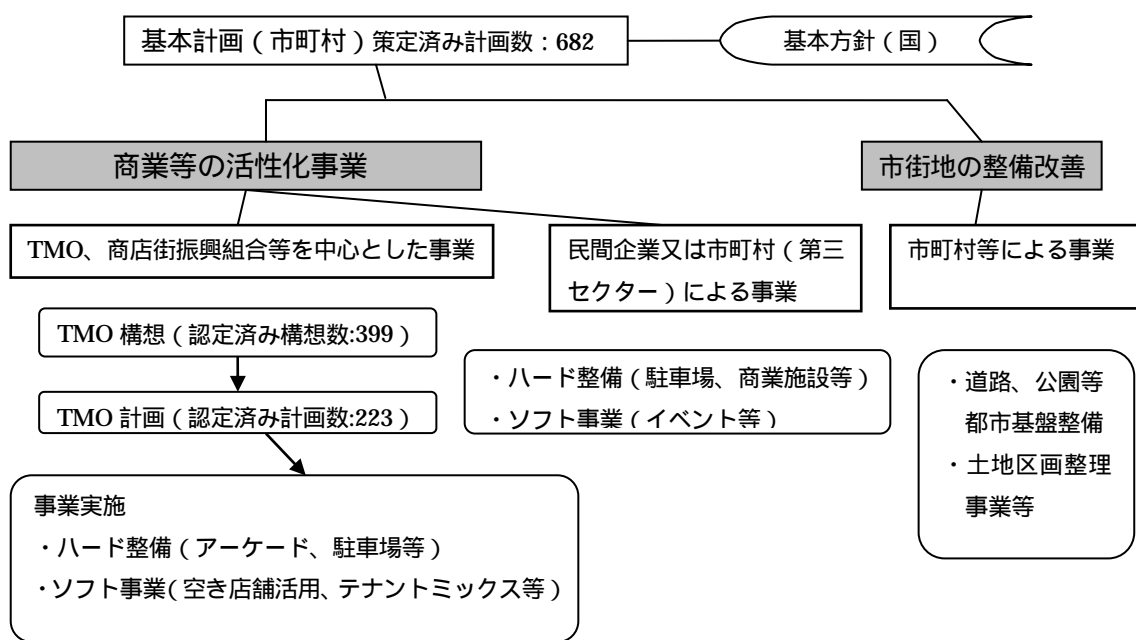 基本計画（市町村）策定済み計画数：682
基本方針（国）
商業等の活性化事業
市街地の整備改善
TMO、商店街振興組合等を中心とした事業
民間企業又は市町村（第三
セクター）による事業
市町村等による事業
TMO 構想（認定済み構想数:399）
TMO 計画（認定済み計画数:223）
・ハード整備（駐車場、商業施設等）
・ソフト事業（イベント等）
・道路、公園等
都市基盤整備
・土地区画整理
事業等
事業実施
・ハード整備（アーケード、駐車場等）
・ソフト事業（空き店舗活用、テナントミックス等）